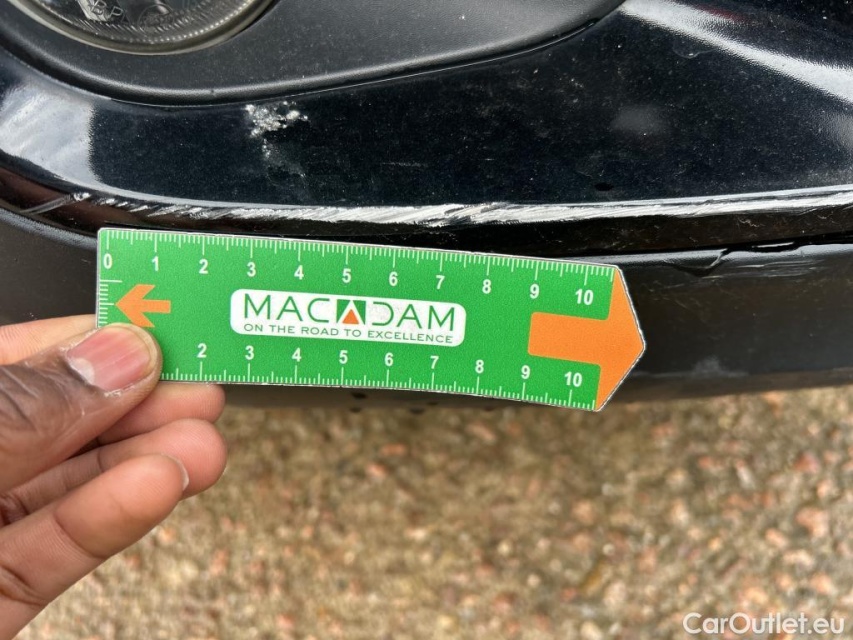 0 1 2 3 4 5 6 7 8 9 10
MACADAM
ON THE ROAD TO EXCELLENCE
2 3 4 5 6 7 8 9 10
CarOutlet.eu